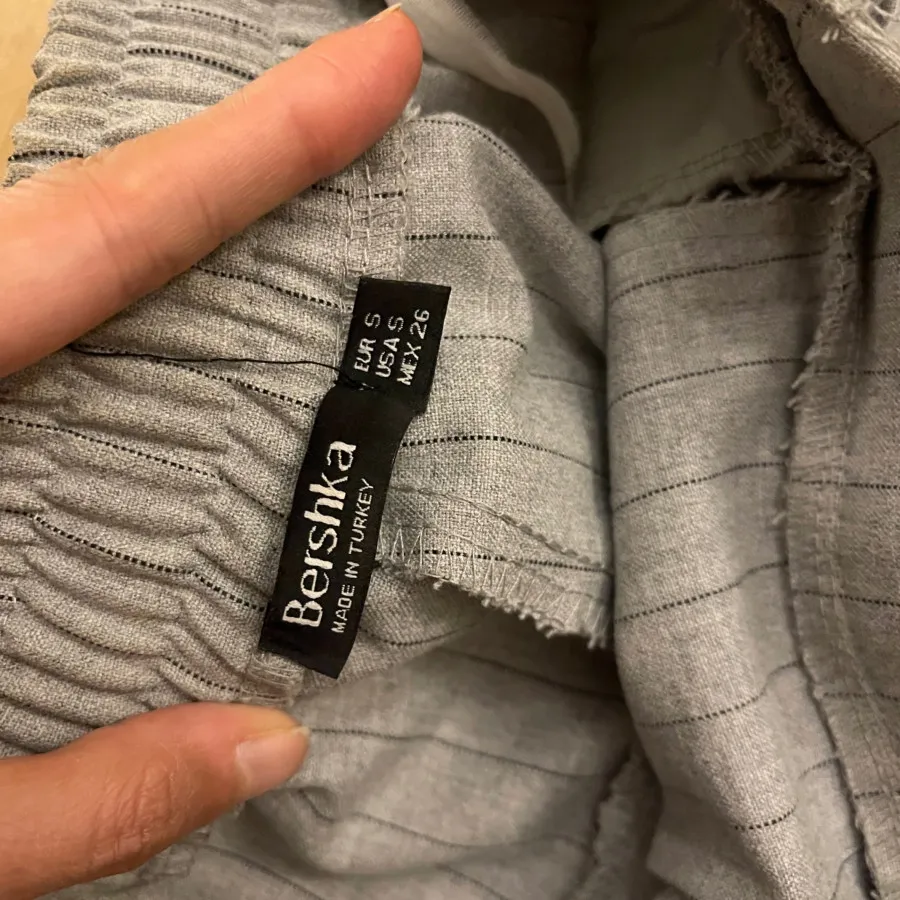 EUR S
USA S
MEX 26
Bershka
MADE IN TURKEY